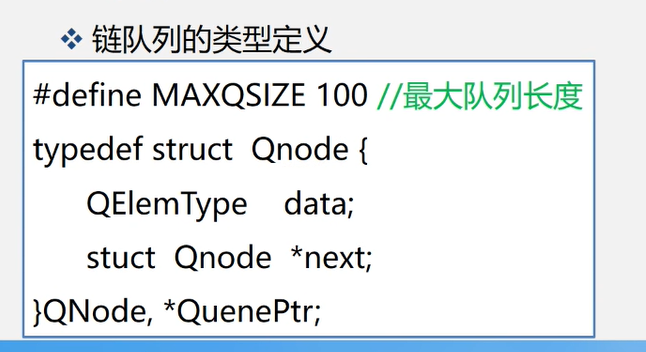 ❖ 链队列的类型定义
#define MAXQSIZE 100 //最大队列长度
typedef struct Qnode {
QElemType data;
stuct Qnode *next;
}QNode, *QuenePtr;